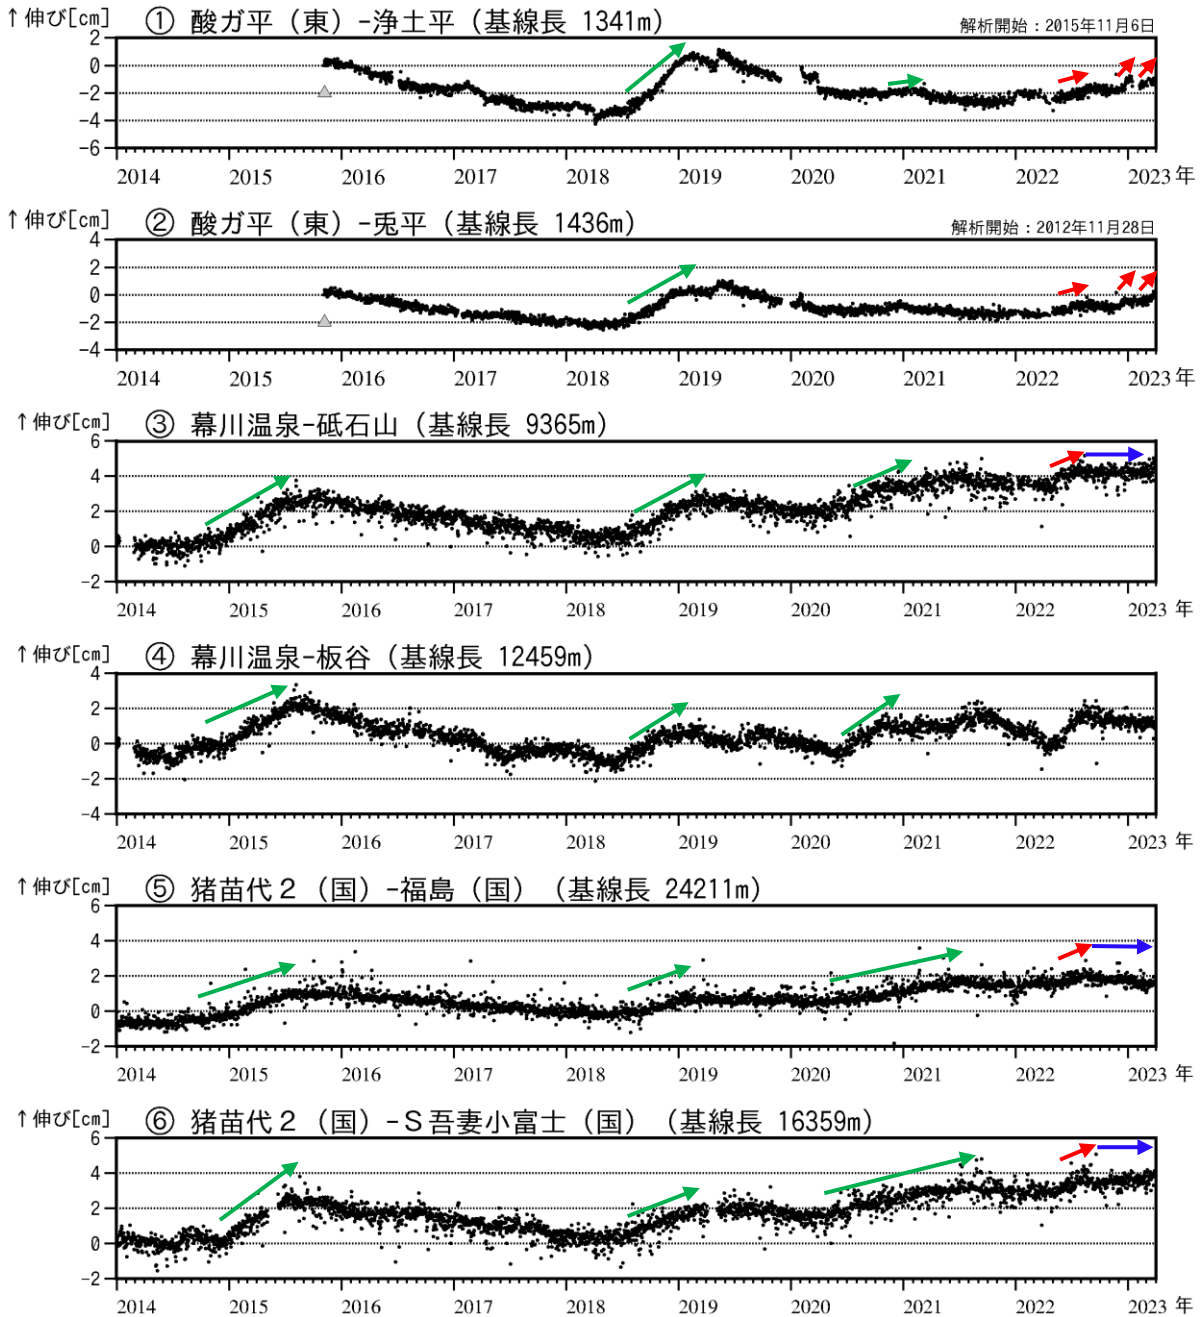 ↑伸び[cm] ① 酸ガ平（東）-浄土平（基線長 1341m） 解析開始：2015年11月6日
2
0
-2
-4
-6
2014 2015 2016 2017 2018 2019 2020 2021 2022 2023 年
↑伸び[cm] ② 酸ガ平（東）-兎平（基線長 1436m） 解析開始：2012年11月28日
4
2
0
-2
-4
2014 2015 2016 2017 2018 2019 2020 2021 2022 2023 年
↑伸び[cm] ③ 幕川温泉-砥石山（基線長 9365m）
6
4
2
0
-2
2014 2015 2016 2017 2018 2019 2020 2021 2022 2023 年
↑伸び[cm] ④ 幕川温泉-板谷（基線長 12459m）
4
2
0
-2
-4
2014 2015 2016 2017 2018 2019 2020 2021 2022 2023 年
↑伸び[cm] ⑤ 猪苗代２（国）-福島（国）（基線長 24211m）
6
4
2
0
-2
2014 2015 2016 2017 2018 2019 2020 2021 2022 2023 年
↑伸び[cm] ⑥ 猪苗代２（国）-Ｓ吾妻小富士（国）（基線長 16359m）
6
4
2
0
-2
2014 2015 2016 2017 2018 2019 2020 2021 2022 2023 年